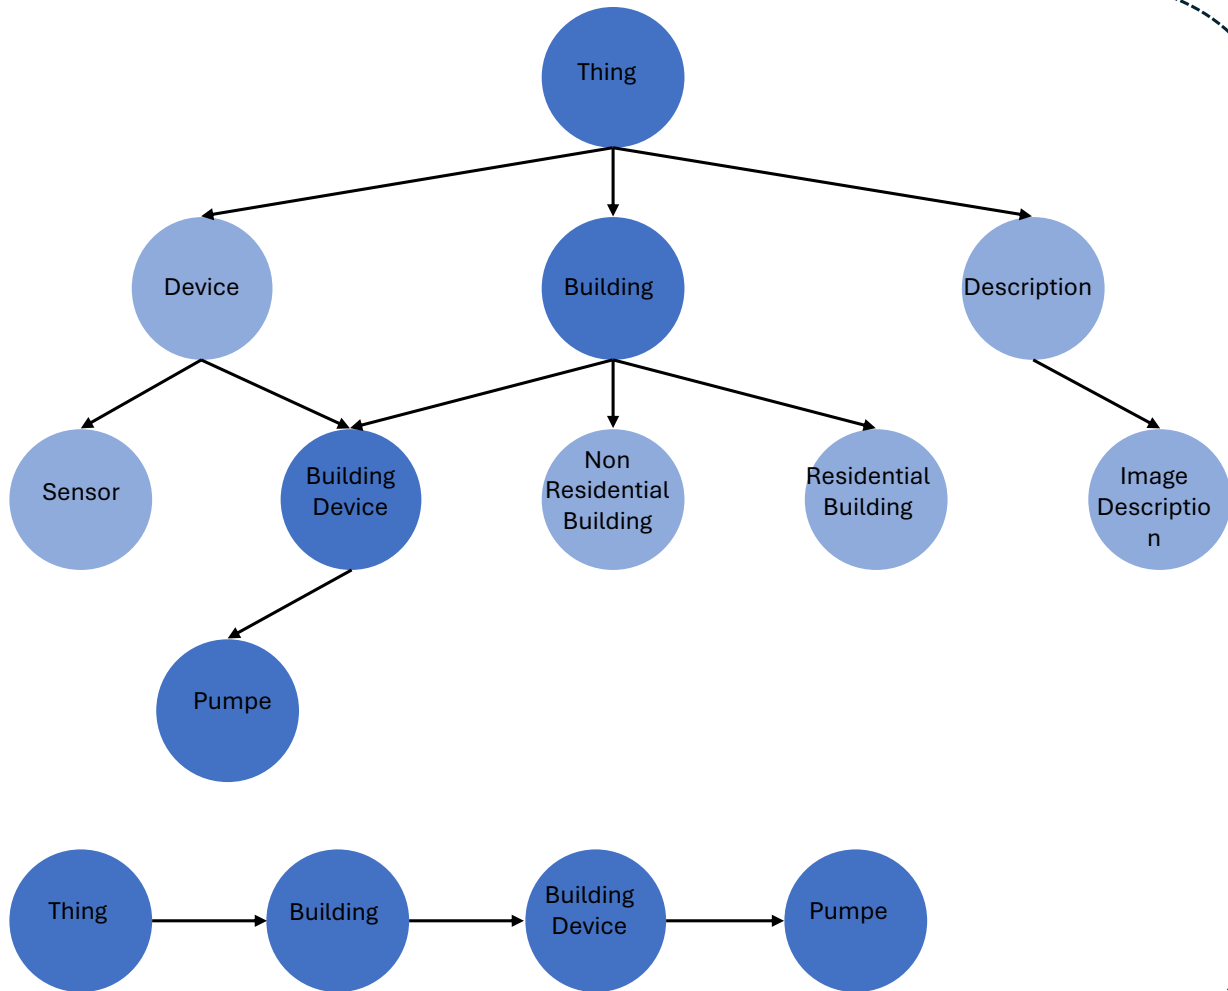 Thing
Device
Building
Description
Sensor
Building
Device
Non
Residential
Building
Residential
Building
Image
Descriptio
n
Pumpe
Thing
Building
Building
Device
Pumpe